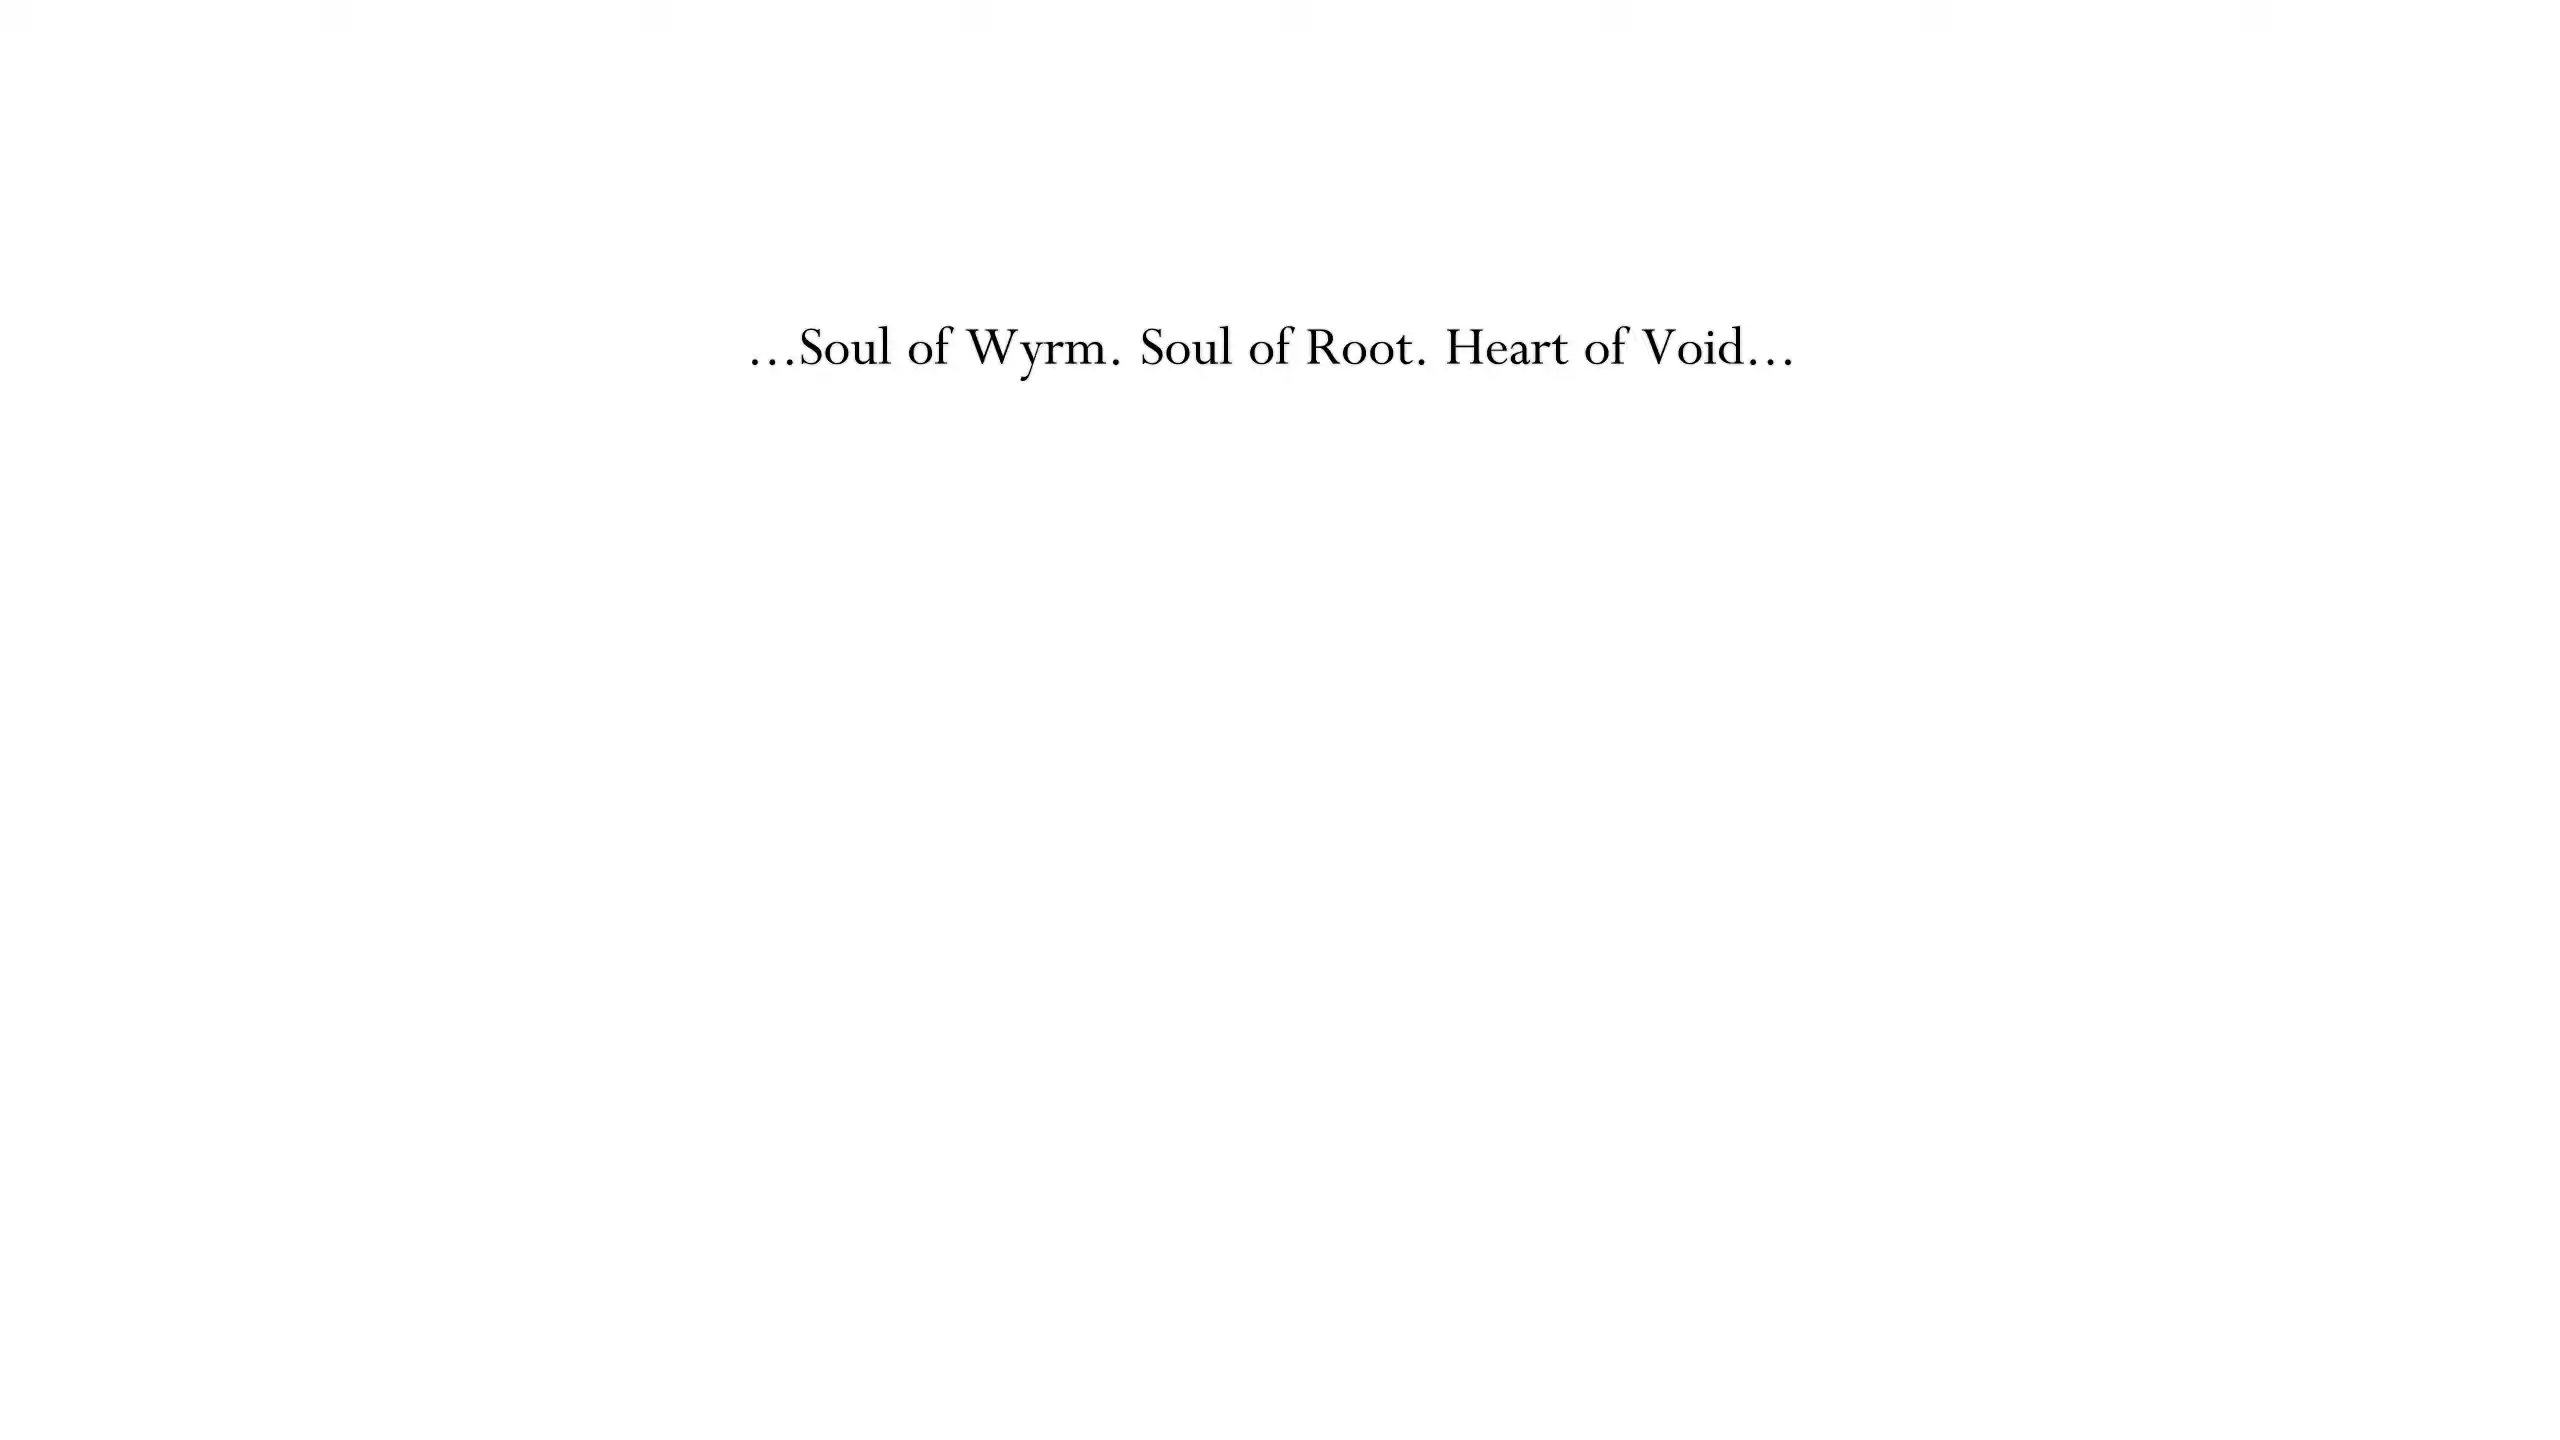 …Soul of Wyrm. Soul of Root. Heart of Void…